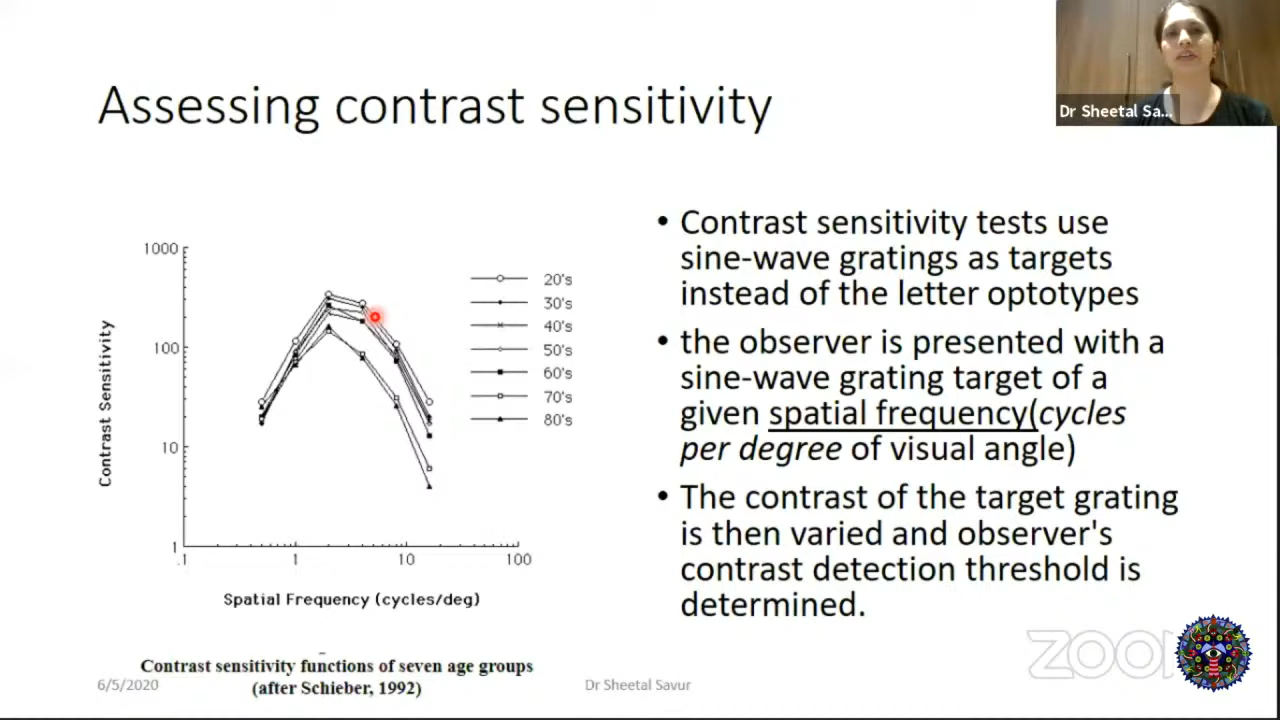 Dr Sheetal Sa...
Assessing contrast sensitivity
1000
100
10
1
.1
1
10
100
Contrast Sensitivity
Spatial Frequency (cycles/deg)
20's
30's
40's
50's
60's
70's
80's
Contrast sensitivity functions of seven age groups
(after Schieber, 1992)
• Contrast sensitivity tests use
sine-wave gratings as targets
instead of the letter optotypes
• the observer is presented with a
sine-wave grating target of a
given spatial frequency(cycles
per degree of visual angle)
• The contrast of the target grating
is then varied and observer's
contrast detection threshold is
determined.
6/5/2020
Dr Sheetal Savur